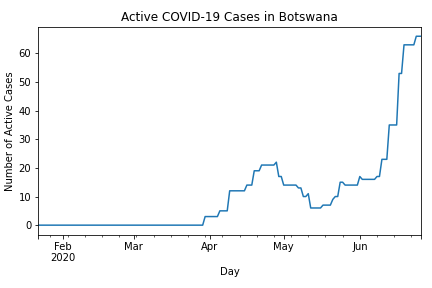 Active COVID-19 Cases in Botswana
Number of Active Cases
60
50
40
30
20
10
0
Feb Mar Apr May Jun
2020
Day